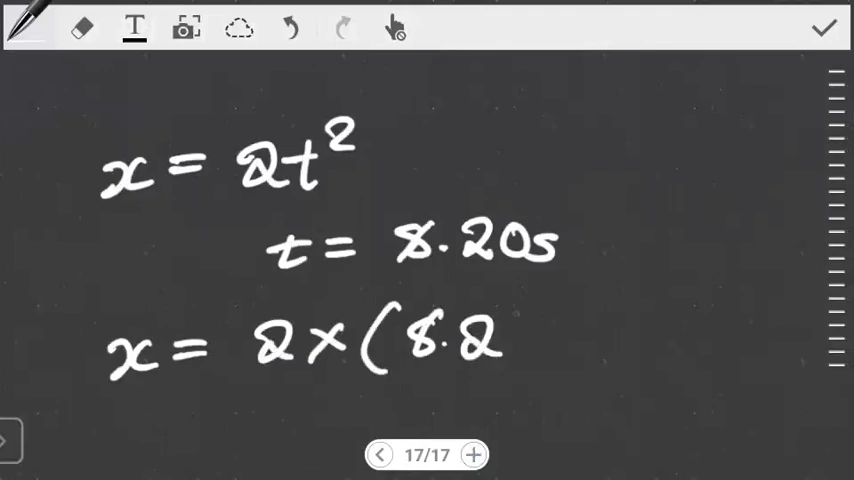 T
x = 2t²
t = 8.20s
x = 2 × (8.2
17/17